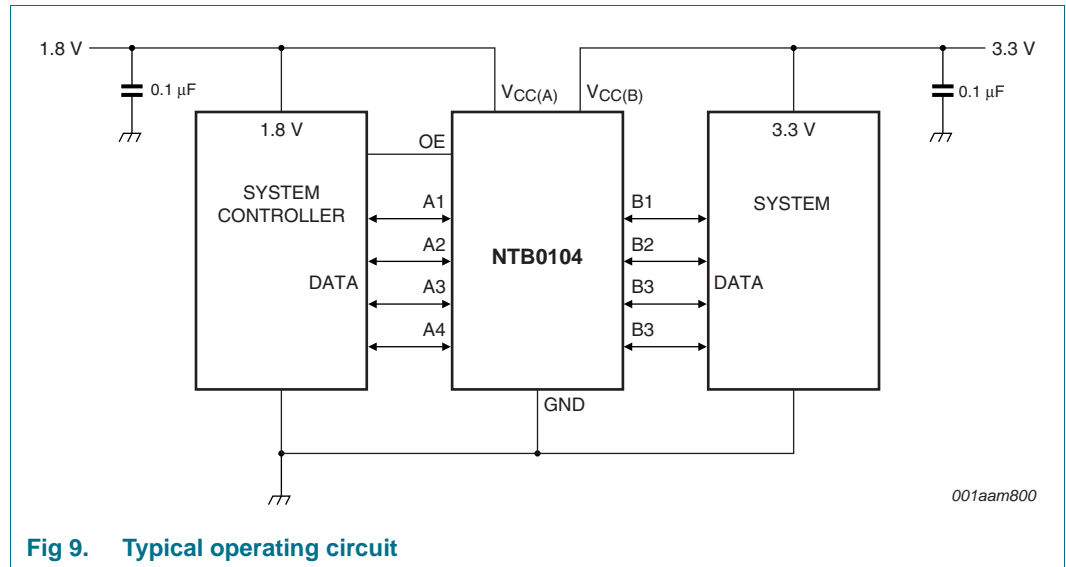 1.8 V
3.3 V
0.1 μF
VCC(A)
VCC(B)
0.1 μF
1.8 V
3.3 V
OE
SYSTEM
CONTROLLER
A1
B1
SYSTEM
A2
B2
NTB0104
DATA
A3
B3
DATA
A4
B3
GND
001aam800
Fig 9. Typical operating circuit